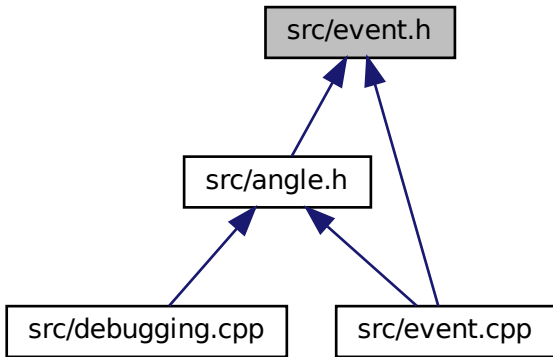 src/event.h
src/angle.h
src/debugging.cpp
src/event.cpp